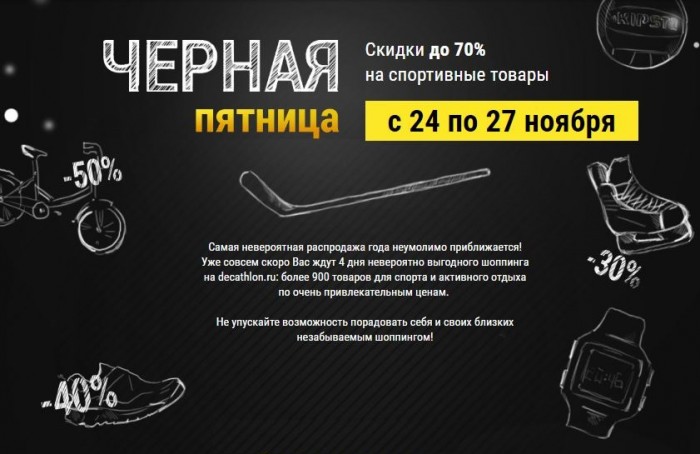 KIPST
ЧЕРНАЯ
пятница
Скидки до 70%
на спортивные товары
с 24 по 27 ноября
-50%
Самая невероятная распродажа года неумолимо приближается!
Уже совсем скоро Вас ждут 4 дня невероятно выгодного шоппинга
на decathlon.ru: более 900 товаров для спорта и активного отдыха
по очень привлекательным ценам.
-30%
Не упускайте возможность порадовать себя и своих близких
незабываемым шоппингом!
-40%